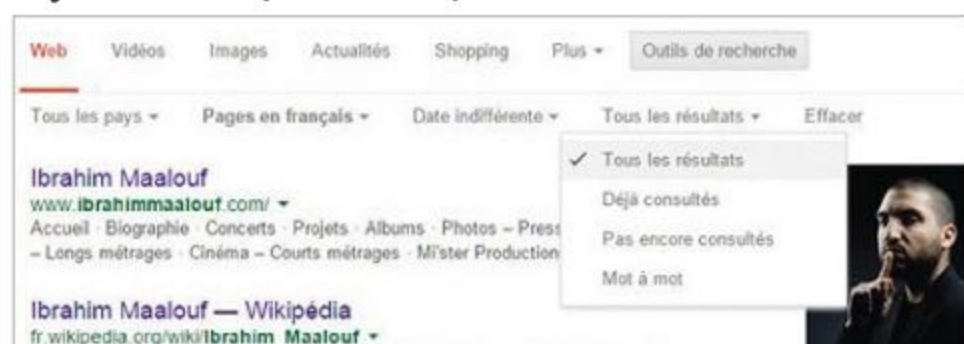 Web Vidéos Images Actualités Shopping Plus Outils de recherche
Tous les pays Pages en français Date indifférente Tous les résultats Effacer
Tous les résultats
Déjà consultés
Pas encore consultés
Mot à mot
Ibrahim Maalouf
www.ibrahimmaalouf.com/
Accueil · Biographie · Concerts · Projets · Albums · Photos – Press
– Longs métrages · Cinéma – Courts métrages · Mi'ster Production
Ibrahim Maalouf — Wikipédia
fr.wikipedia.org/wiki/Ibrahim_Maalouf